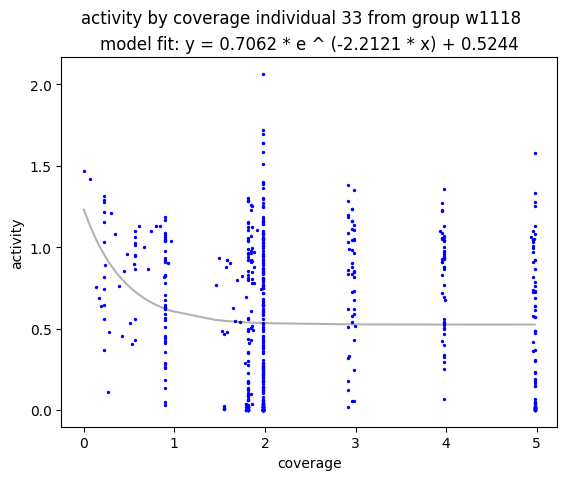 activity by coverage individual 33 from group w1118
model fit: y = 0.7062 * e ^ (-2.2121 * x) + 0.5244
2.0
1.5
1.0
0.5
0.0
activity
0 1 2 3 4 5
coverage